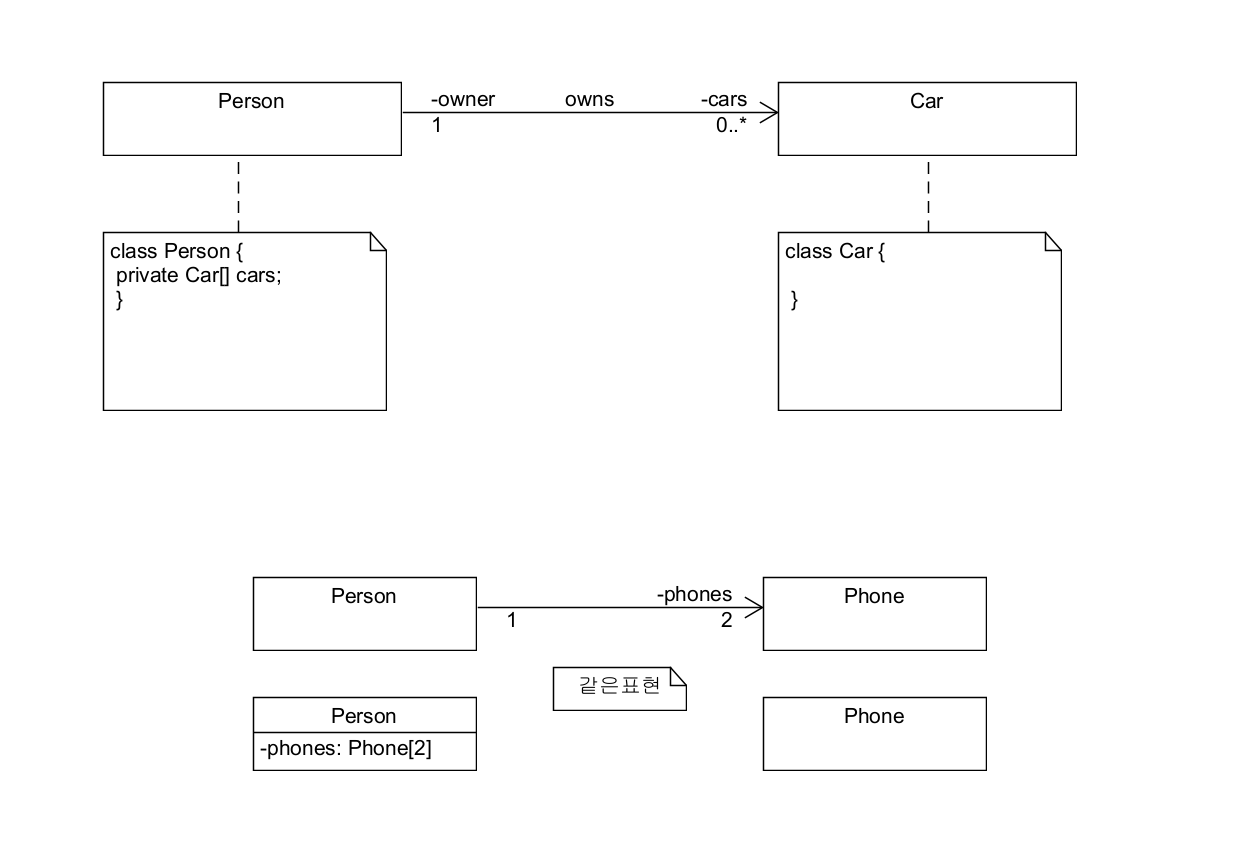 Person
-owner
owns
-cars
Car
1
0..*
class Person {
private Car[] cars;
}
class Car {
}
Person
-phones
Phone
1
2
같은표현
Person
Phone
-phones: Phone[2]